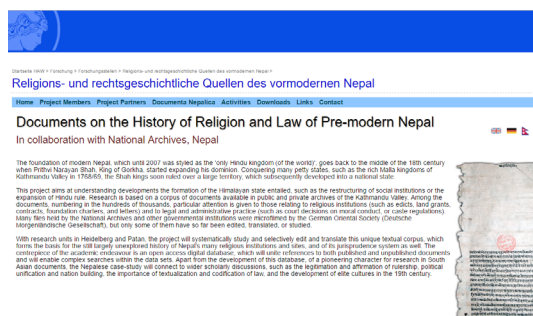 Startseite HAW > Forschung > Forschungsstellen > Religions- und rechtsgeschichtliche Quellen des vormodernen Nepal >
Religions- und rechtsgeschichtliche Quellen des vormodernen Nepal
Home Project Members Project Partners Documenta Nepalica Activities Downloads Links Contact
Documents on the History of Religion and Law of Pre-modern Nepal
In collaboration with National Archives, Nepal
The foundation of modern Nepal, which until 2007 was styled as the 'only Hindu kingdom (of the world)', goes back to the middle of the 18th century
when Prithvi Narayan Shah, King of Gorkha, started expanding his dominion. Conquering many petty states, such as the rich Malla kingdoms of
Kathmandu Valley in 1768/69, the Shah kings soon ruled over a large territory, which subsequently developed into a national state.
This project aims at understanding developments the formation of the Himalayan state entailed, such as the restructuring of social institutions or the
expansion of Hindu rule. Research is based on a corpus of documents available in public and private archives of the Kathmandu Valley. Among the
documents, numbering in the hundreds of thousands, particular attention is given to those relating to religious institutions (such as edicts, land grants,
contracts, foundation charters, and letters) and to legal and administrative practice (such as court decisions on moral conduct, or caste regulations).
Many files held by the National Archives and other governmental institutions were microfilmed by the German Oriental Society (Deutsche
Morgenländische Gesellschaft), but only some of them have so far been edited, translated, or studied.
With research units in Heidelberg and Patan, the project will systematically study and selectively edit and translate this unique textual corpus, which
forms the basis for the still largely unexplored history of Nepal's many religious institutions and sites, and of its jurisprudence system as well. The
centrepiece of the academic endeavour is an open access digital database, which will unite references to both published and unpublished documents
and will enable complex searches within the data sets. Apart from the development of this database, of a pioneering character for research in South
Asian documents, the Nepalese case-study will connect to wider scholarly discussions, such as the legitimation and affirmation of rulership, political
unification and nation building, the importance of textualization and codification of law, and the development of elite cultures in the 19th century.